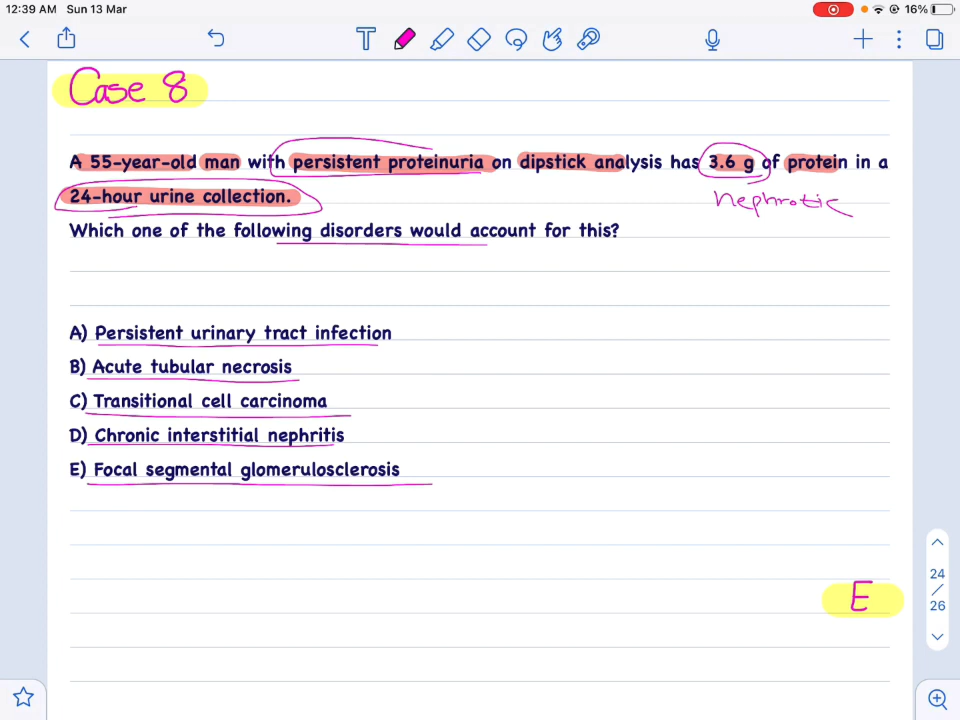 12:39 AM Sun 13 Mar
16%
T
Case 8
A 55-year-old man with persistent proteinuria on dipstick analysis has 3.6 g of protein in a
24-hour urine collection.
nephrotic
Which one of the following disorders would account for this?
A) Persistent urinary tract infection
B) Acute tubular necrosis
C) Transitional cell carcinoma
D) Chronic interstitial nephritis
E) Focal segmental glomerulosclerosis
24
/
26
E